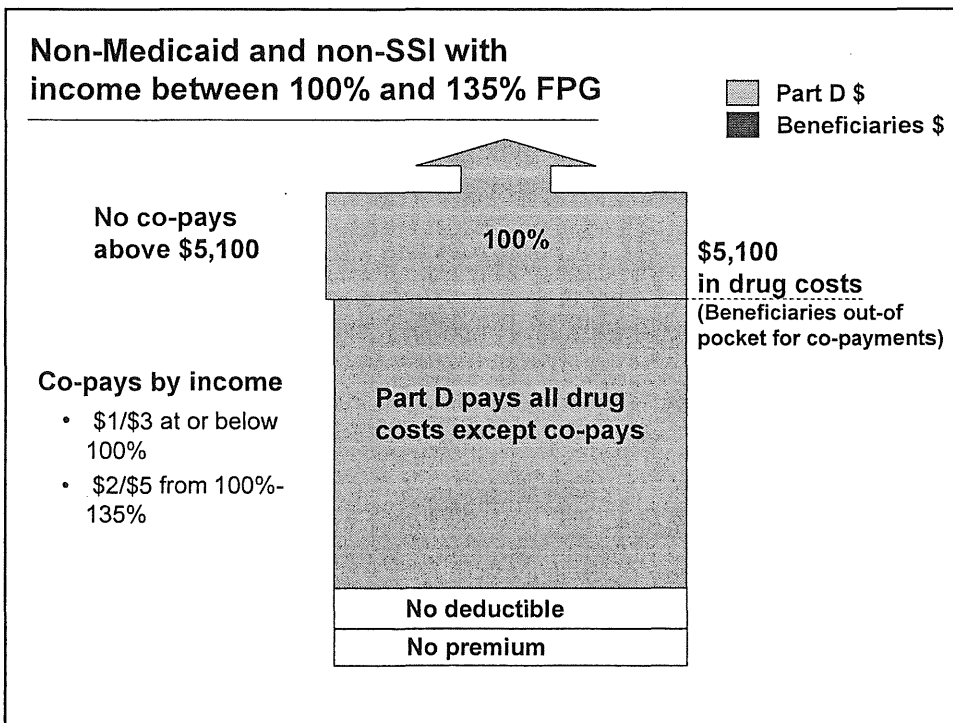 Non-Medicaid and non-SSI with
income between 100% and 135% FPG
Part D $
Beneficiaries $
No co-pays
above $5,100
100%
$5,100
in drug costs
(Beneficiaries out-of
pocket for co-payments)
Co-pays by income
• $1/$3 at or below
100%
• $2/$5 from 100%-
135%
Part D pays all drug
costs except co-pays
No deductible
No premium